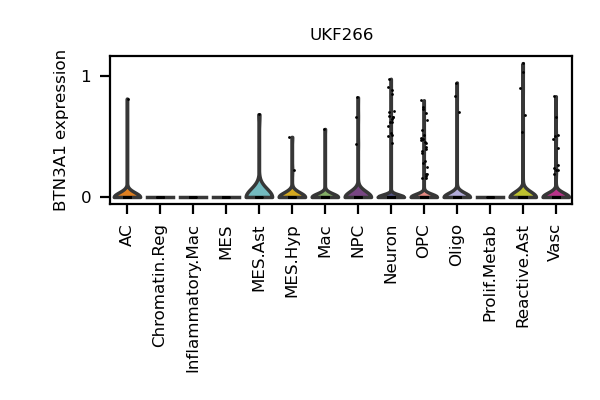 UKF266
BTN3A1 expression
1
0
AC
Chromatin.Reg
Inflammatory.Mac
MES
MES.Ast
MES.Hyp
Mac
NPC
Neuron
OPC
Oligo
Prolif.Metab
Reactive.Ast
Vasc